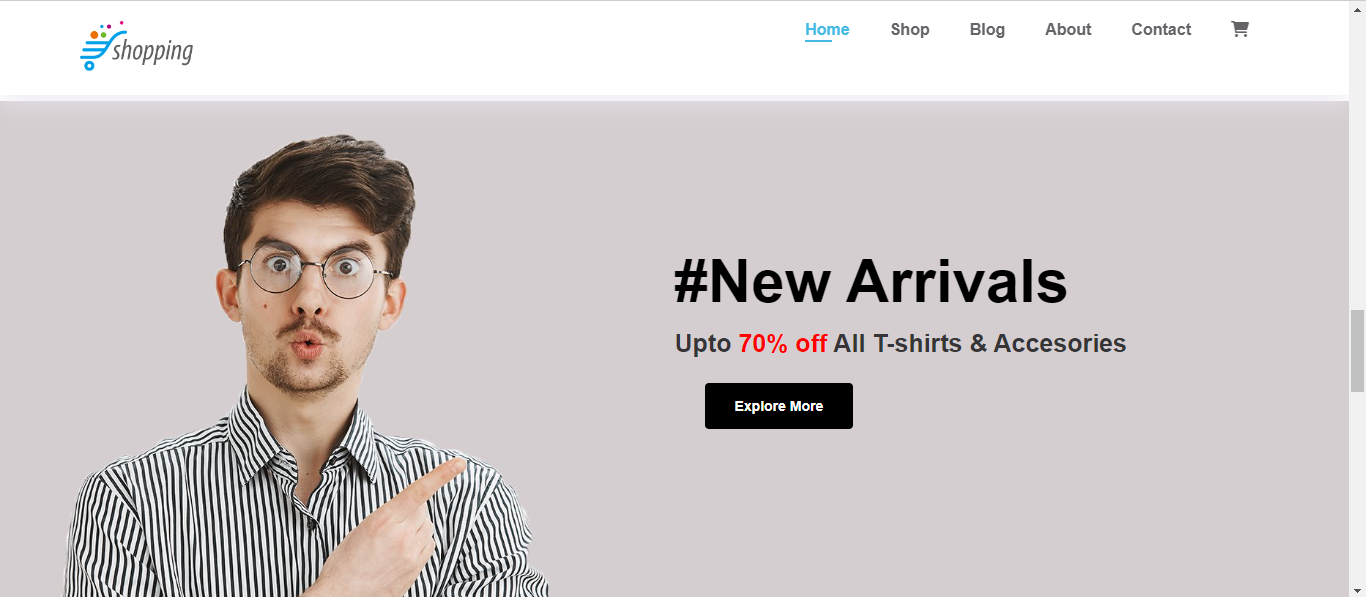 shopping
Home Shop Blog About Contact
#New Arrivals
Upto 70% off All T-shirts & Accesories
Explore More